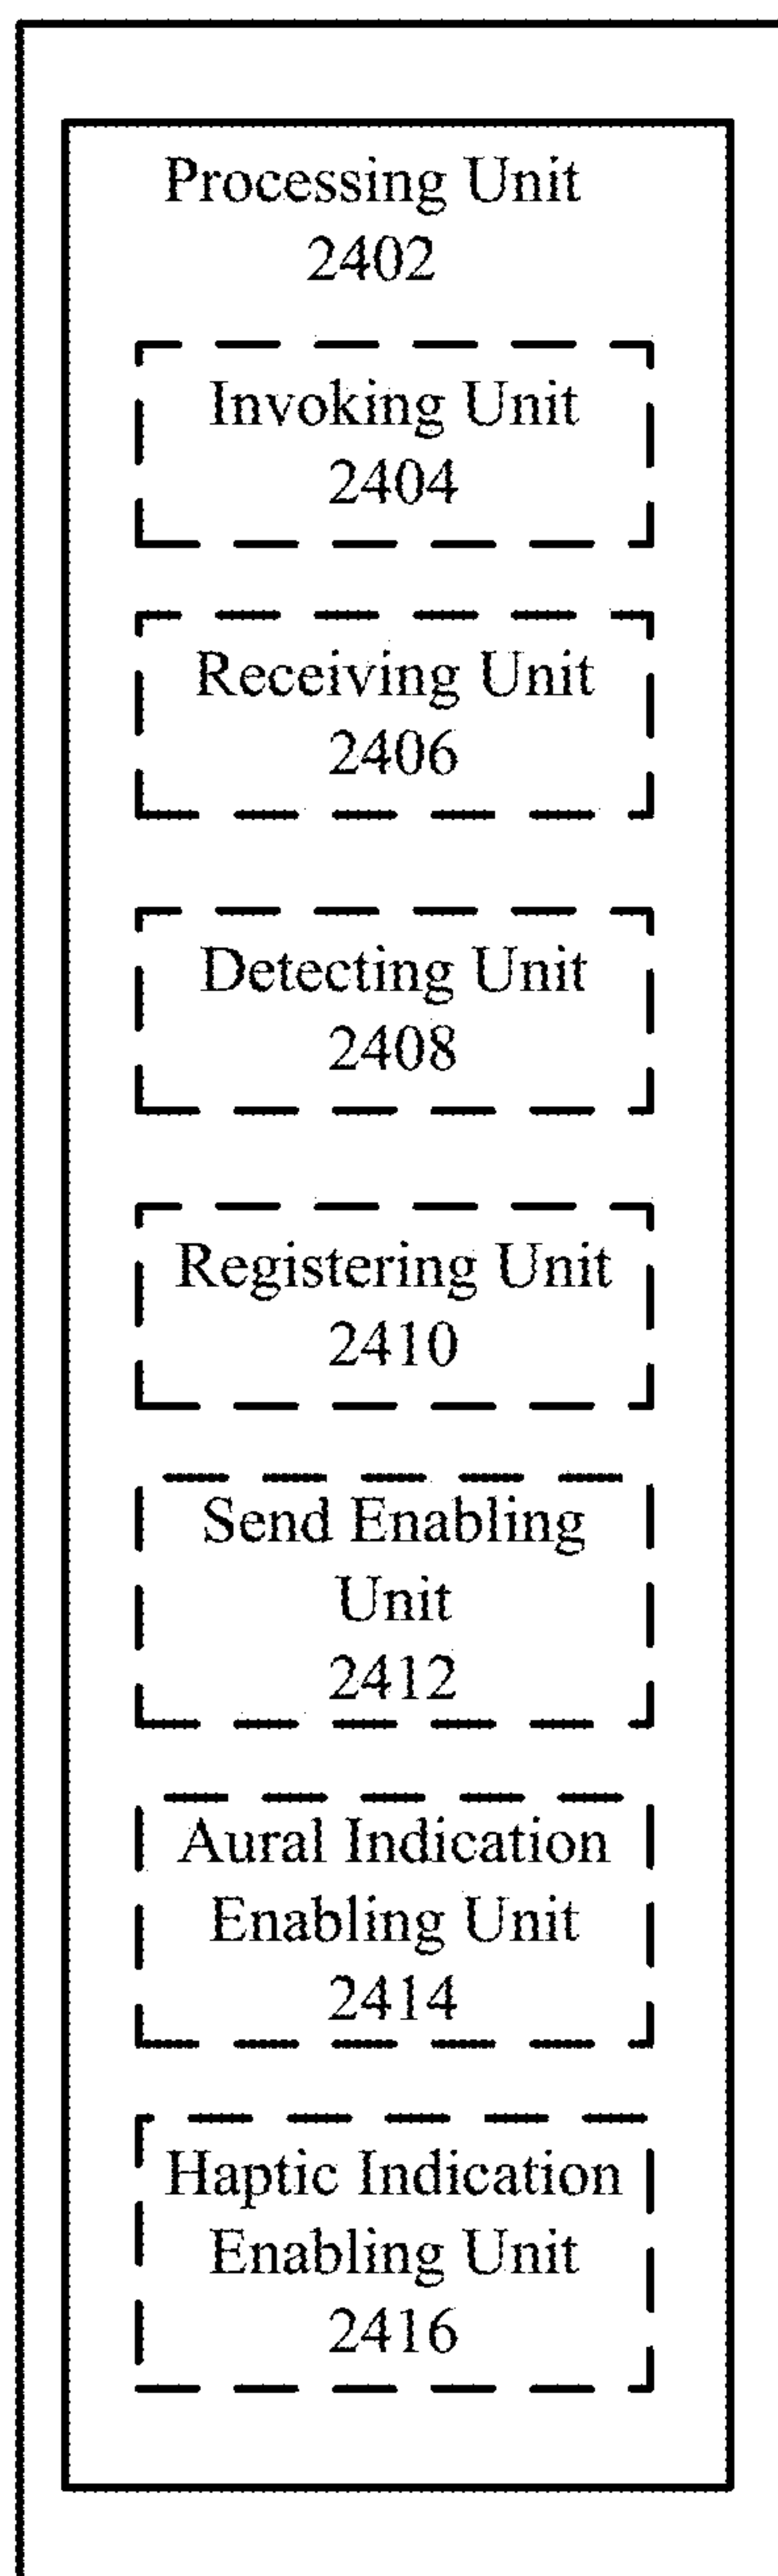 Processing Unit
2402
Invoking Unit
2404
Receiving Unit
2406
Detecting Unit
2408
Registering Unit
2410
Send Enabling
Unit
2412
Aural Indication
Enabling Unit
2414
Haptic Indication
Enabling Unit
2416